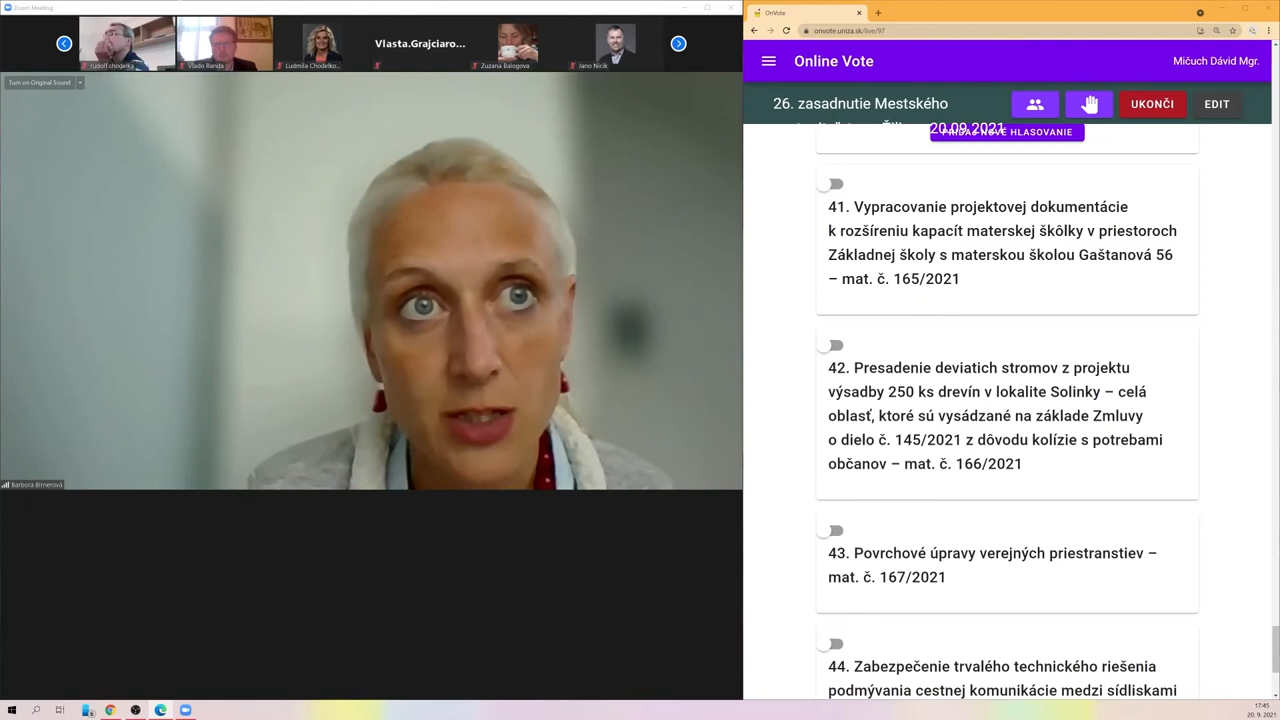 Zoom Meeting
rudolf chodelka
Vlado Randa
Ľudmila Chodelko...
Vlasta.Grajciaro...
Zuzana Balogova
Jano Nicik
Turn on Original Sound
Barbora Birnerová
OnVote
onvote.uniza.sk/live/97
Online Vote
Mičuch Dávid Mgr.
26. zasadnutie Mestského
20.09.2021
UKONČI
EDIT
PRIDAŤ NOVÉ HLASOVANIE
41. Vypracovanie projektovej dokumentácie
k rozšíreniu kapacít materskej škôlky v priestoroch
Základnej školy s materskou školou Gaštanová 56
– mat. č. 165/2021
42. Presadenie deviatich stromov z projektu
výsadby 250 ks drevín v lokalite Solinky – celá
oblasť, ktoré sú vysádzané na základe Zmluvy
o dielo č. 145/2021 z dôvodu kolízie s potrebami
občanov – mat. č. 166/2021
43. Povrchové úpravy verejných priestranstiev –
mat. č. 167/2021
44. Zabezpečenie trvalého technického riešenia
podmývania cestnej komunikácie medzi sídliskami
17:45
20. 9. 2021